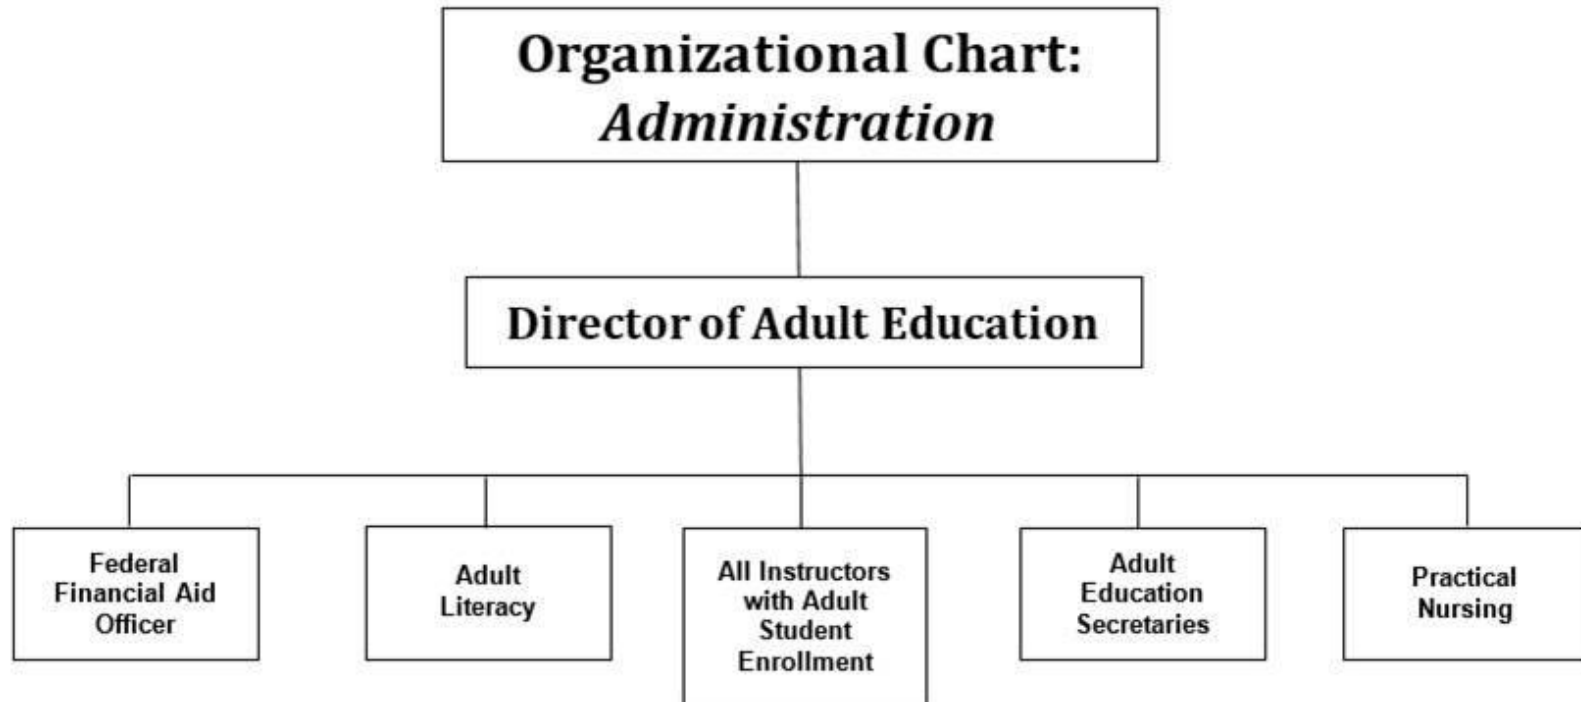 Organizational Chart:
Administration
Director of Adult Education
Federal
Financial Aid
Officer
Adult
Literacy
All Instructors
with Adult
Student
Enrollment
Adult
Education
Secretaries
Practical
Nursing